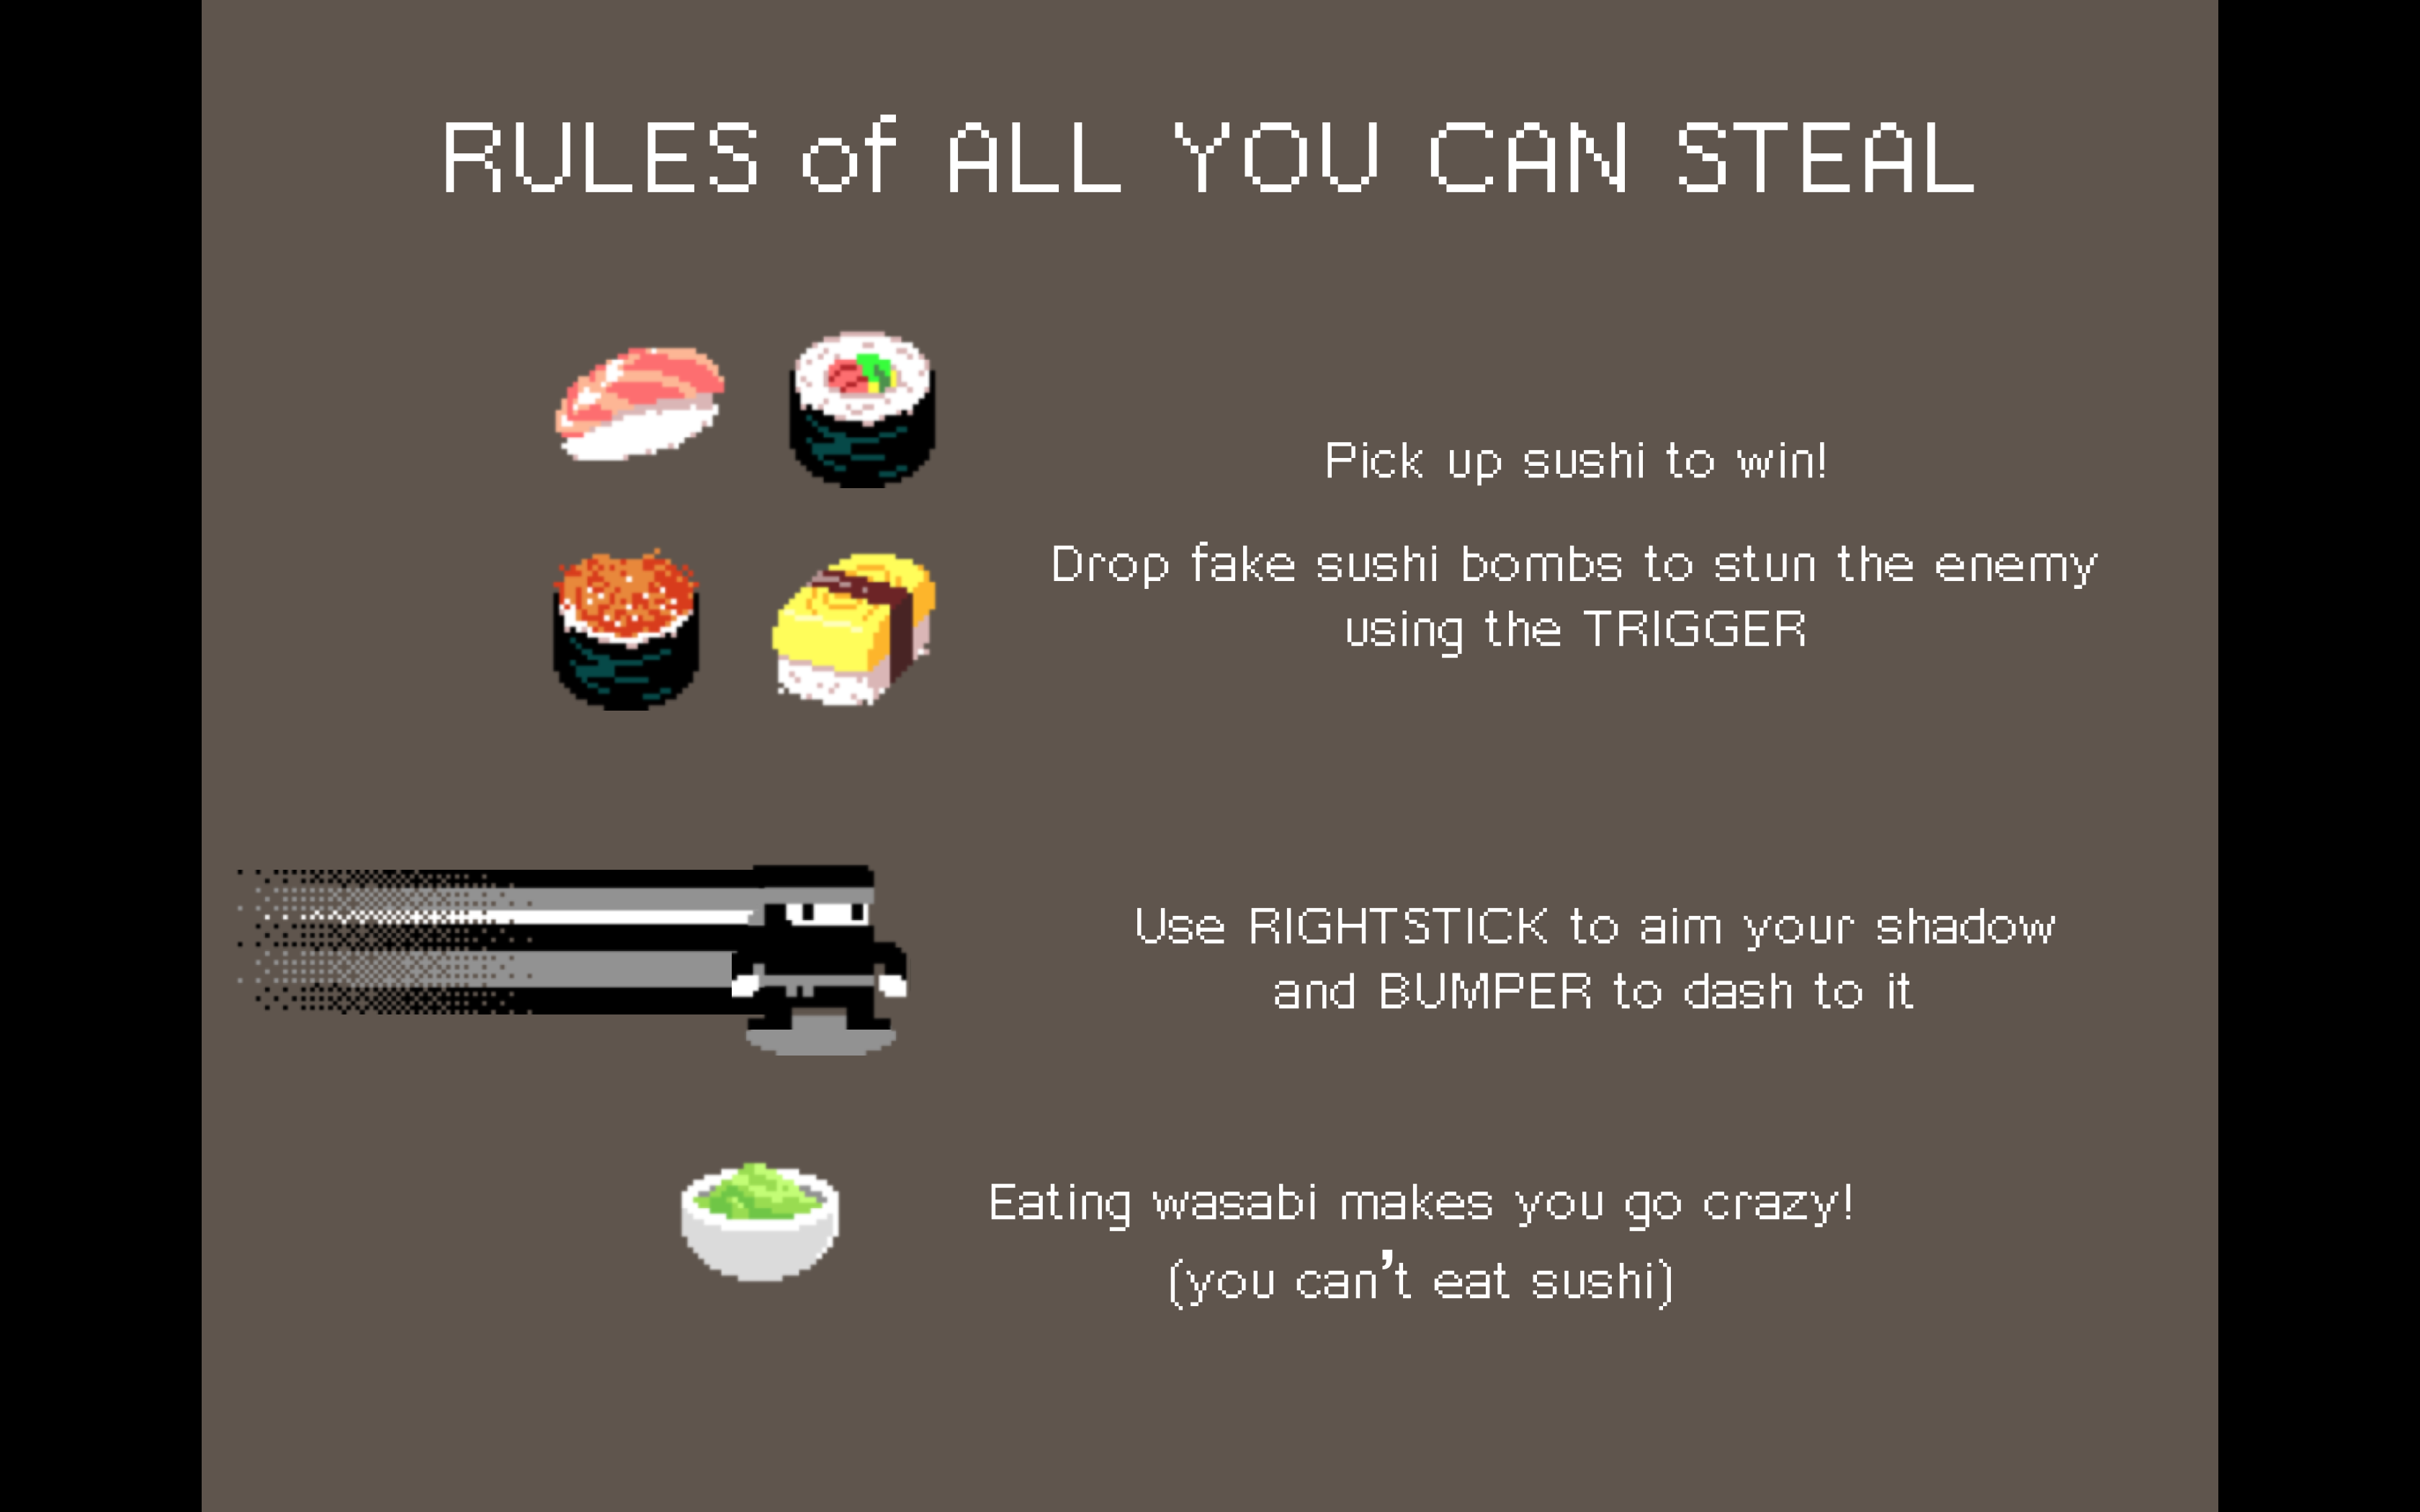 RULES of ALL YOU CAN STEAL
Pick up sushi to win!
Drop fake sushi bombs to stun the enemy
using the TRIGGER
Use RIGHTSTICK to aim your shadow
and BUMPER to dash to it
Eating wasabi makes you go crazy!
(you can't eat sushi)